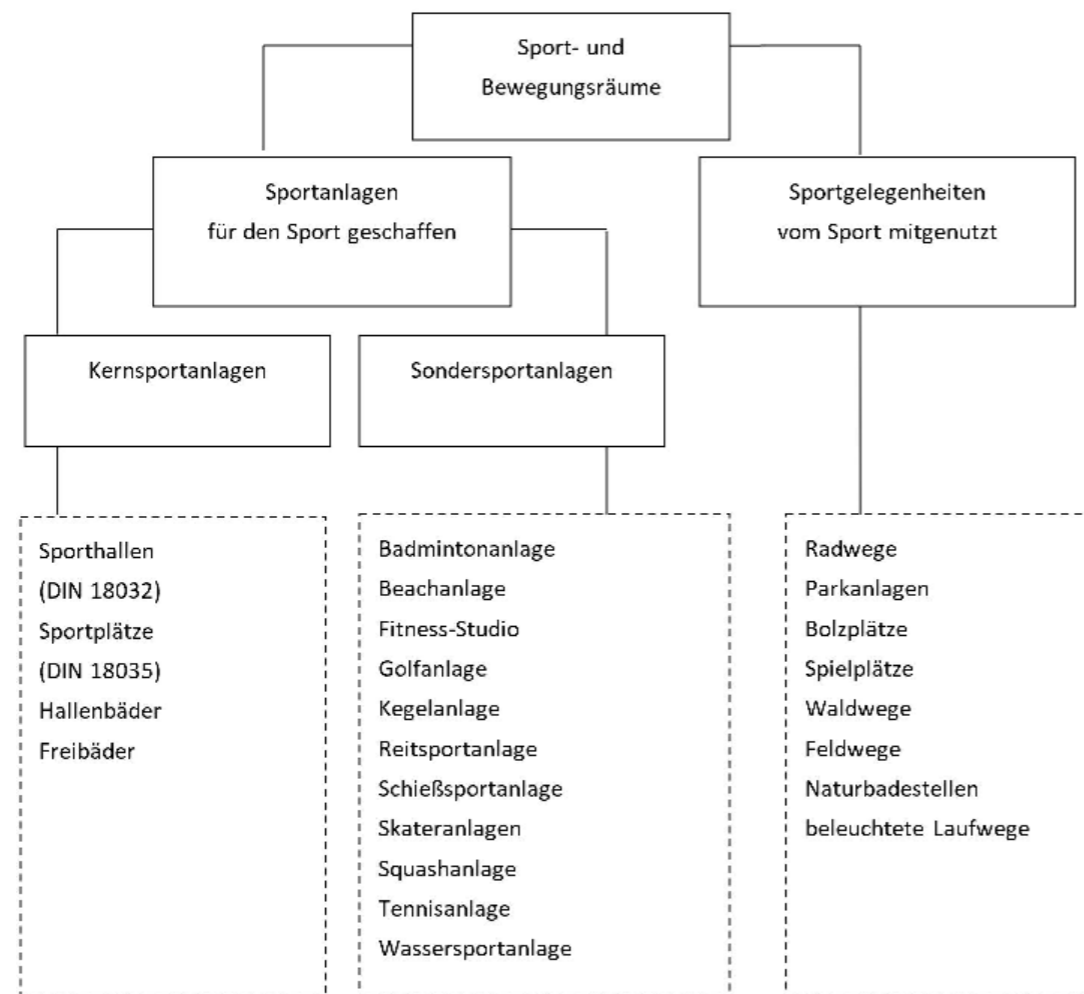 Sport- und
Bewegungsräume
Sportanlagen
für den Sport geschaffen
Sportgelegenheiten
vom Sport mitgenutzt
Kernsportanlagen
Sondersportanlagen
Sporthallen
(DIN 18032)
Sportplätze
(DIN 18035)
Hallenbäder
Freibäder
Badmintonanlage
Beachanlage
Fitness-Studio
Golfanlage
Kegelanlage
Reitsportanlage
Schießsportanlage
Skateranlagen
Squashanlage
Tennisanlage
Wassersportanlage
Radwege
Parkanlagen
Bolzplätze
Spielplätze
Waldwege
Feldwege
Naturbadestellen
beleuchtete Laufwege